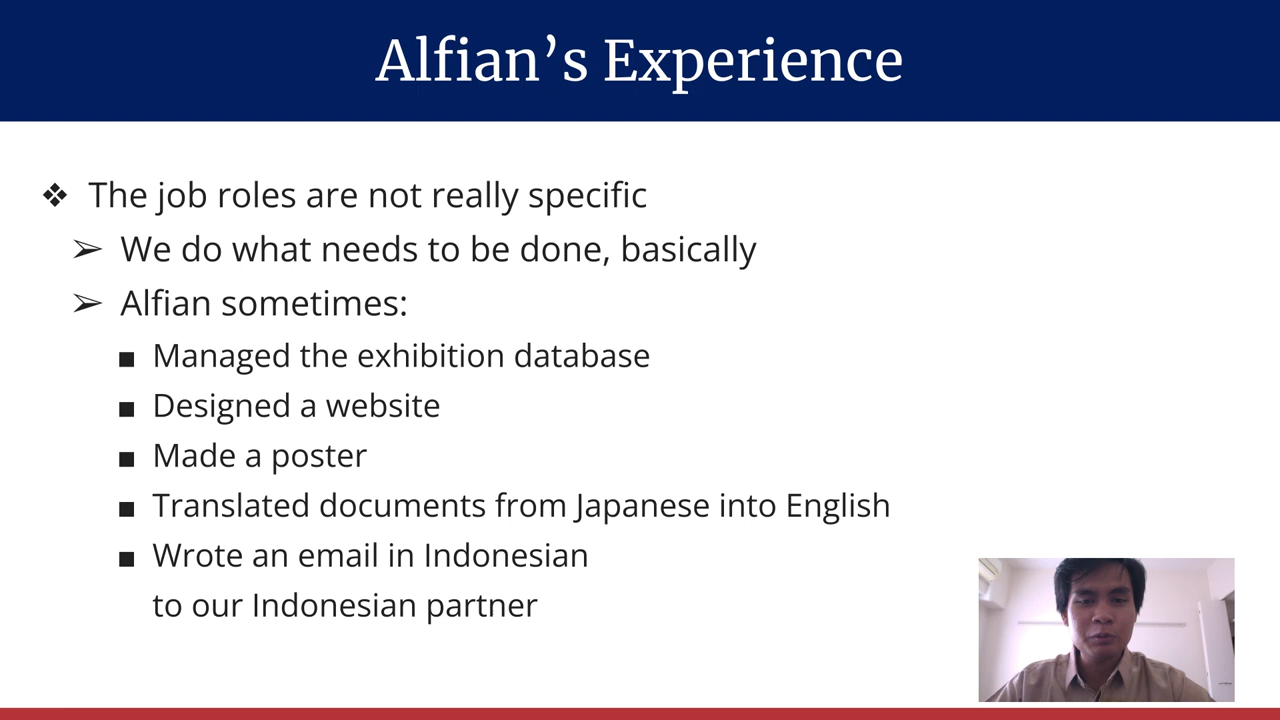 Alfian’s Experience
❖ The job roles are not really specific
➢ We do what needs to be done, basically
➢ Alfian sometimes:
■ Managed the exhibition database
■ Designed a website
■ Made a poster
■ Translated documents from Japanese into English
■ Wrote an email in Indonesian
to our Indonesian partner